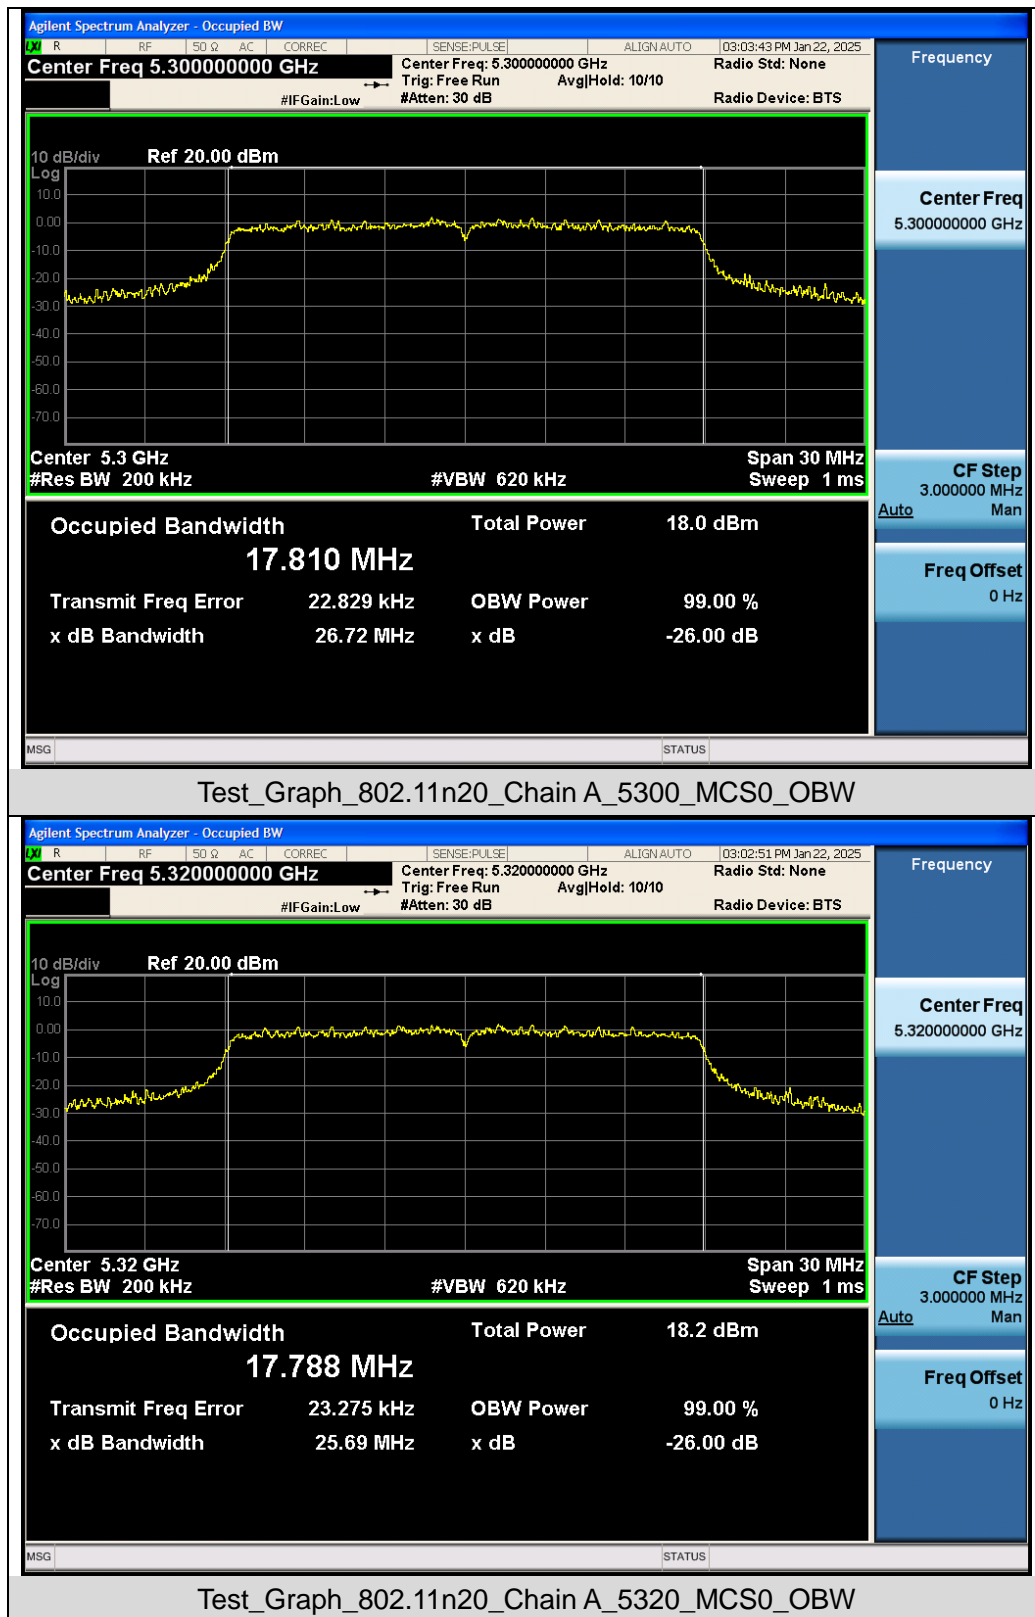 Agilent Spectrum Analyzer - Occupied BW
LXI R RF 50 Ω AC CORREC SENSE:PULSE ALIGN AUTO 03:03:43 PM Jan 22, 2025
Center Freq 5.300000000 GHz
Center Freq: 5.300000000 GHz
Radio Std: None
Trig: Free Run Avg|Hold: 10/10
#IFGain:Low
#Atten: 30 dB
Radio Device: BTS
10 dB/div Ref 20.00 dBm
Log
10.0
0.00
-10.0
-20.0
-30.0
-40.0
-50.0
-60.0
-70.0
Center 5.3 GHz Span 30 MHz
#Res BW 200 kHz #VBW 620 kHz Sweep 1 ms
Occupied Bandwidth Total Power 18.0 dBm
17.810 MHz
Transmit Freq Error 22.829 kHz OBW Power 99.00 %
x dB Bandwidth 26.72 MHz x dB -26.00 dB
MSG STATUS
Frequency
Center Freq
5.300000000 GHz
CF Step
3.000000 MHz
Auto Man
Freq Offset
0 Hz
Test_Graph_802.11n20_Chain A_5300_MCS0_OBW
Agilent Spectrum Analyzer - Occupied BW
LXI R RF 50 Ω AC CORREC SENSE:PULSE ALIGN AUTO 03:02:51 PM Jan 22, 2025
Center Freq 5.320000000 GHz
Center Freq: 5.320000000 GHz
Radio Std: None
Trig: Free Run Avg|Hold: 10/10
#IFGain:Low
#Atten: 30 dB
Radio Device: BTS
10 dB/div Ref 20.00 dBm
Log
10.0
0.00
-10.0
-20.0
-30.0
-40.0
-50.0
-60.0
-70.0
Center 5.32 GHz Span 30 MHz
#Res BW 200 kHz #VBW 620 kHz Sweep 1 ms
Occupied Bandwidth Total Power 18.2 dBm
17.788 MHz
Transmit Freq Error 23.275 kHz OBW Power 99.00 %
x dB Bandwidth 25.69 MHz x dB -26.00 dB
MSG STATUS
Frequency
Center Freq
5.320000000 GHz
CF Step
3.000000 MHz
Auto Man
Freq Offset
0 Hz
Test_Graph_802.11n20_Chain A_5320_MCS0_OBW